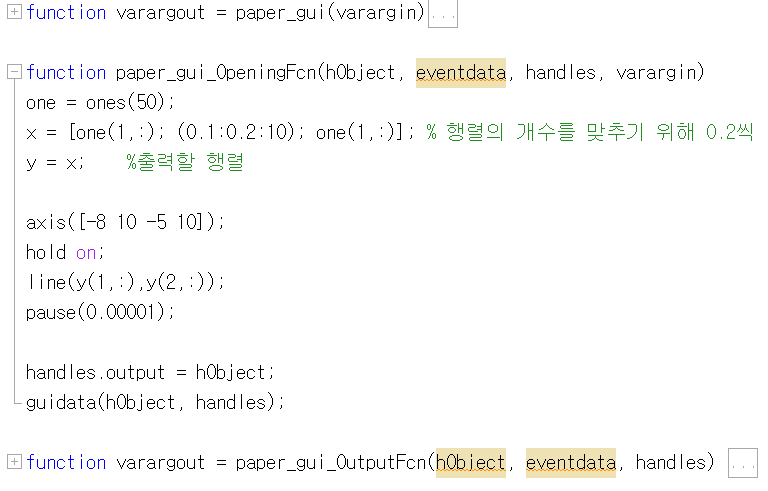 function varargout = paper_gui(varargin)...
function paper_gui_OpeningFcn(hObject, eventdata, handles, varargin)
one = ones(50);
x = [one(1,:); (0.1:0.2:10); one(1,:)]; % 행렬의 개수를 맞추기 위해 0.2씩
y = x; %출력할 행렬
axis([-8 10 -5 10]);
hold on;
line(y(1,:),y(2,:));
pause(0.00001);
handles.output = hObject;
guidata(hObject, handles);
function varargout = paper_gui_OutputFcn(hObject, eventdata, handles) ...